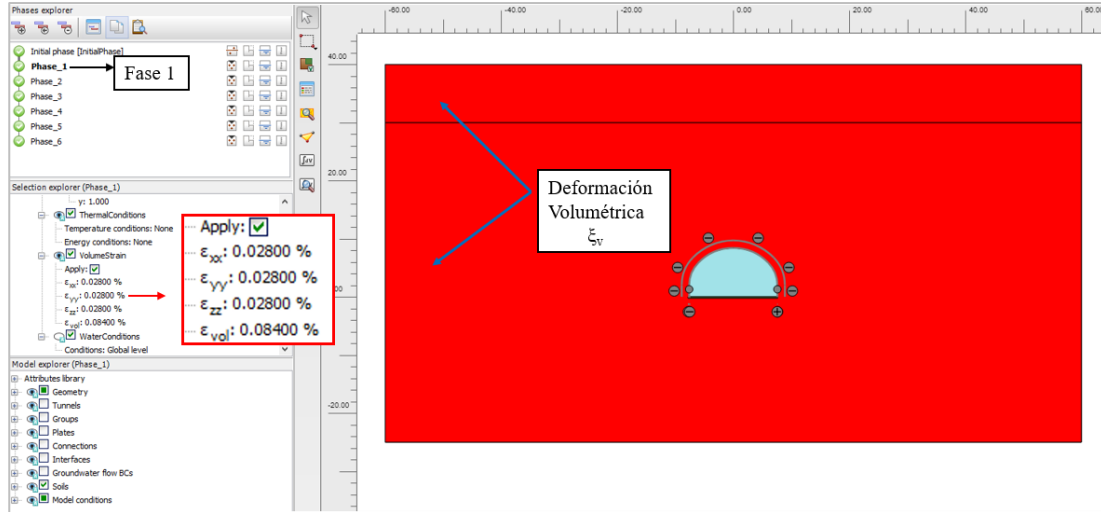 Phases explorer
Initial phase [InitialPhase]
Phase_1
Phase_2
Phase_3
Phase_4
Phase_5
Phase_6
Fase 1
Selection explorer (Phase_1)
y: 1.000
ThermalConditions
Temperature conditions: None
Energy conditions: None
VolumeStrain
Apply:
εxx: 0.02800 %
εyy: 0.02800 %
εzz: 0.02800 %
εvol: 0.08400 %
WaterConditions
Conditions: Global level
Apply:
εxx: 0.02800 %
εyy: 0.02800 %
εzz: 0.02800 %
εvol: 0.08400 %
Model explorer (Phase_1)
Attributes library
Geometry
Tunnels
Groups
Plates
Connections
Interfaces
Groundwater flow BCs
Soils
Model conditions
-60.00
-40.00
-20.00
0.00
20.00
40.00
60.00
40.00
20.00
-20.00
Deformación
Volumétrica
ξv